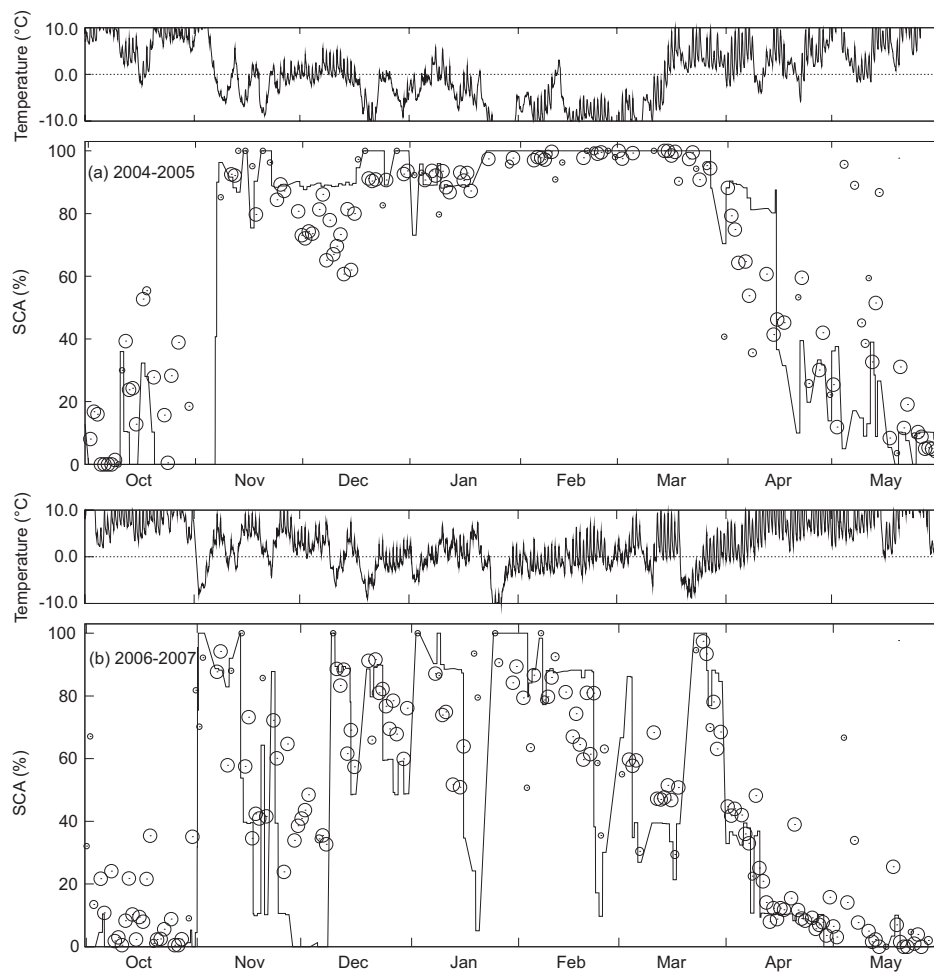 Temperature (°C)
10.0
0.0
-10.0
SCA (%)
100
80
60
40
20
0
(a) 2004-2005
Oct Nov Dec Jan Feb Mar Apr May
Temperature (°C)
10.0
0.0
-10.0
SCA (%)
100
80
60
40
20
0
(b) 2006-2007
Oct Nov Dec Jan Feb Mar Apr May